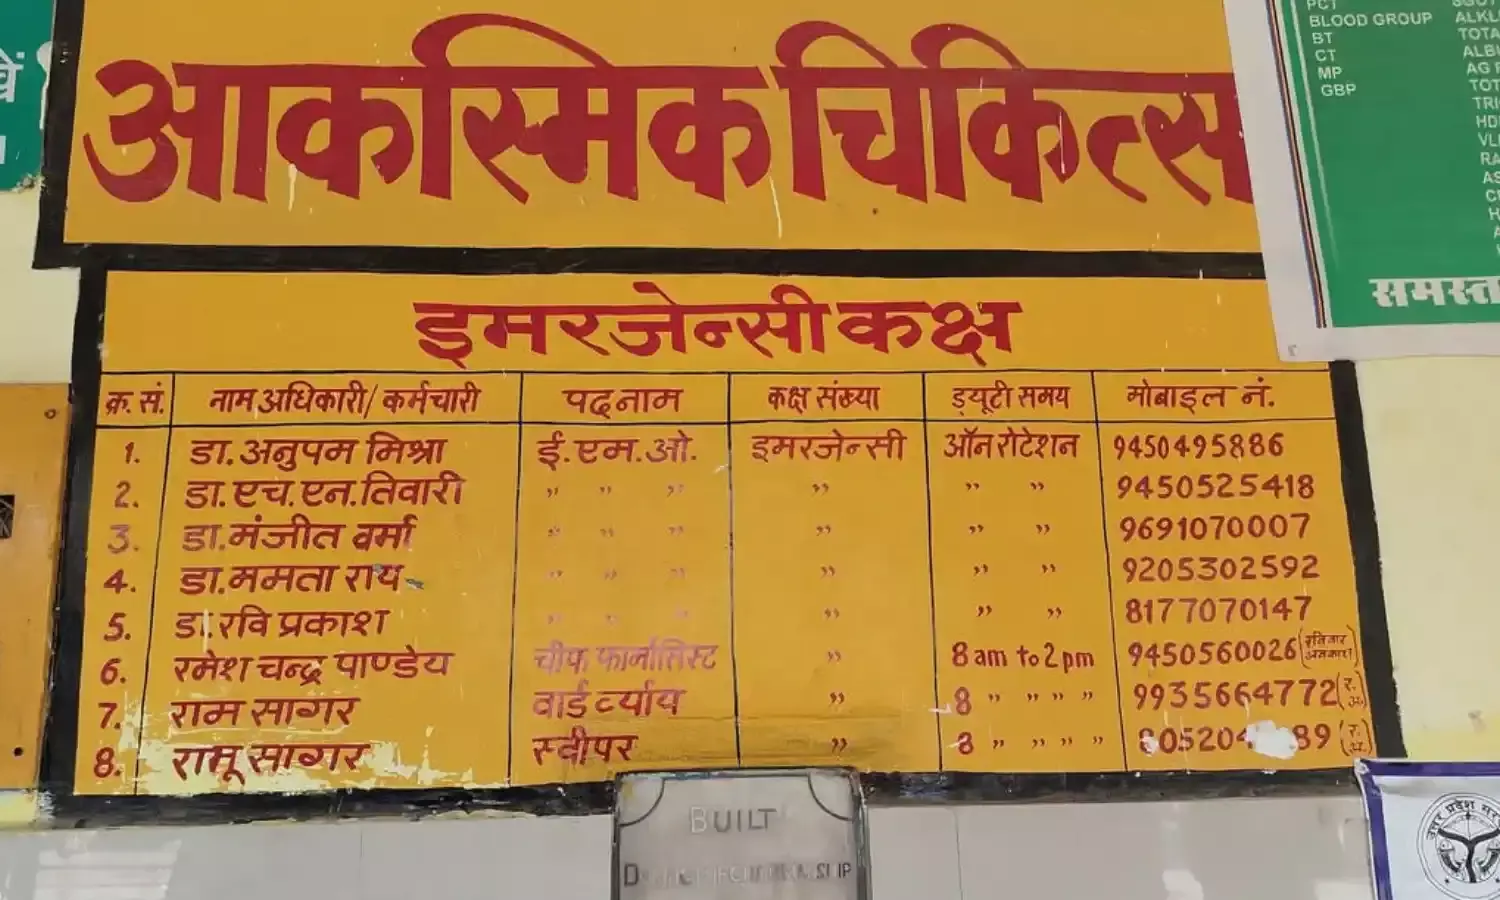 आकस्मिक चिकित्स
PCT
BLOOD GROUP
BT
CT
MP
GBP
समस्त
इमरजेन्सी कक्ष
क्र. सं. नाम अधिकारी/ कर्मचारी पदनाम कक्ष संख्या ड्यूटी समय मोबाइल नं.
1. डा. अनुपम मिश्रा ई. एम. ओ. इमरजेन्सी ऑन रोटेशन 9450495886
2. डा. एच. एन. तिवारी " " " " " " 9450525418
3. डा. मंजीत वर्मा " " " " " " 9691070007
4. डा. ममता राय " " " " " " 9205302592
5. डा. रवि प्रकाश " " " " " " 8177070147
6. रमेश चन्द्र पाण्डेय चीफ फार्मासिस्ट " 8 am to 2 pm 9450560026 (रविवार अवकाश)
7. राम सागर वार्ड ब्याय " 8 " " " " 9935664772 (र. अ.)
8. रामू सागर स्वीपर " 8 " " " " (र. अ.)
BUILT